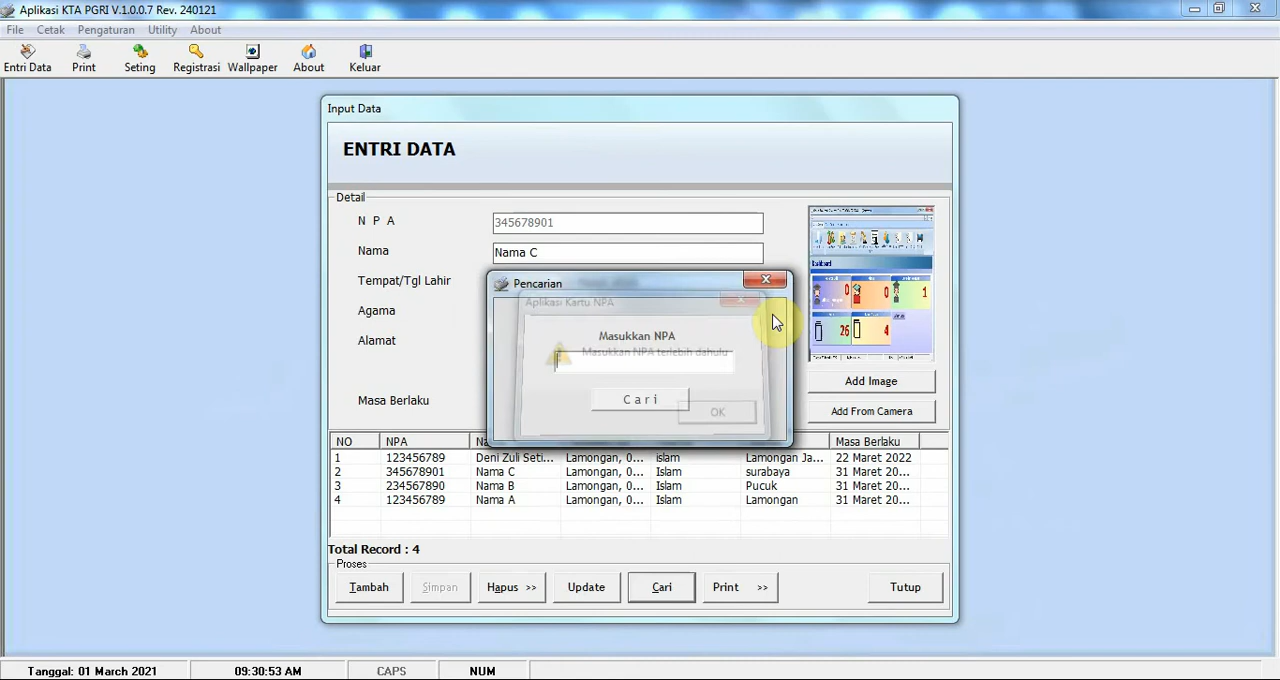 Aplikasi KTA PGRI V.1.0.0.7 Rev. 240121
File Cetak Pengaturan Utility About
Entri Data Print Seting Registrasi Wallpaper About Keluar
Input Data
ENTRI DATA
Detail
N P A 345678901
Nama Nama C
Tempat/Tgl Lahir
Agama
Alamat
Masa Berlaku
Dashboard
0 0 1
26 4
Add Image
Add From Camera
Pencarian
Aplikasi Kartu NPA
Masukkan NPA
Masukkan NPA terlebih dahulu
C a r i
OK
NO NPA Masa Berlaku
1 123456789 Deni Zuli Seti... Lamongan, 0... islam Lamongan Ja... 22 Maret 2022
2 345678901 Nama C Lamongan, 0... Islam surabaya 31 Maret 20...
3 234567890 Nama B Lamongan, 0... Islam Pucuk 31 Maret 20...
4 123456789 Nama A Lamongan, 0... Islam Lamongan 31 Maret 20...
Total Record : 4
Proses
Tambah Simpan Hapus >> Update Cari Print >> Tutup
Tanggal: 01 March 2021 09:30:53 AM CAPS NUM